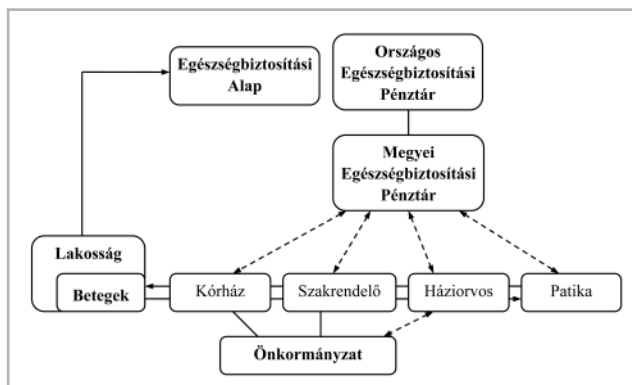 Egészségbiztosítási
Alap
Országos
Egészségbiztosítási
Pénztár
Megyei
Egészségbiztosítási
Pénztár
Lakosság
Betegek
Kórház
Szakrendelő
Háziorvos
Patika
Önkormányzat